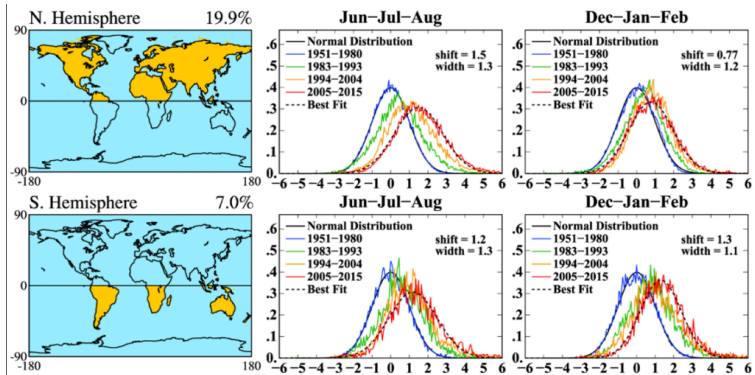 N. Hemisphere 19.9%
90
0
-90
-180 180
Jun-Jul-Aug
Normal Distribution
1951-1980
1983-1993
1994-2004
2005-2015
Best Fit
shift = 1.5
width = 1.3
.6
.5
.4
.3
.2
.1
0.
-6 -5 -4 -3 -2 -1 0 1 2 3 4 5 6
Dec-Jan-Feb
Normal Distribution
1951-1980
1983-1993
1994-2004
2005-2015
Best Fit
shift = 0.77
width = 1.2
.6
.5
.4
.3
.2
.1
0.
-6 -5 -4 -3 -2 -1 0 1 2 3 4 5 6
S. Hemisphere 7.0%
90
0
-90
-180 180
Jun-Jul-Aug
Normal Distribution
1951-1980
1983-1993
1994-2004
2005-2015
Best Fit
shift = 1.2
width = 1.3
.6
.5
.4
.3
.2
.1
0.
-6 -5 -4 -3 -2 -1 0 1 2 3 4 5 6
Dec-Jan-Feb
Normal Distribution
1951-1980
1983-1993
1994-2004
2005-2015
Best Fit
shift = 1.3
width = 1.1
.6
.5
.4
.3
.2
.1
0.
-6 -5 -4 -3 -2 -1 0 1 2 3 4 5 6